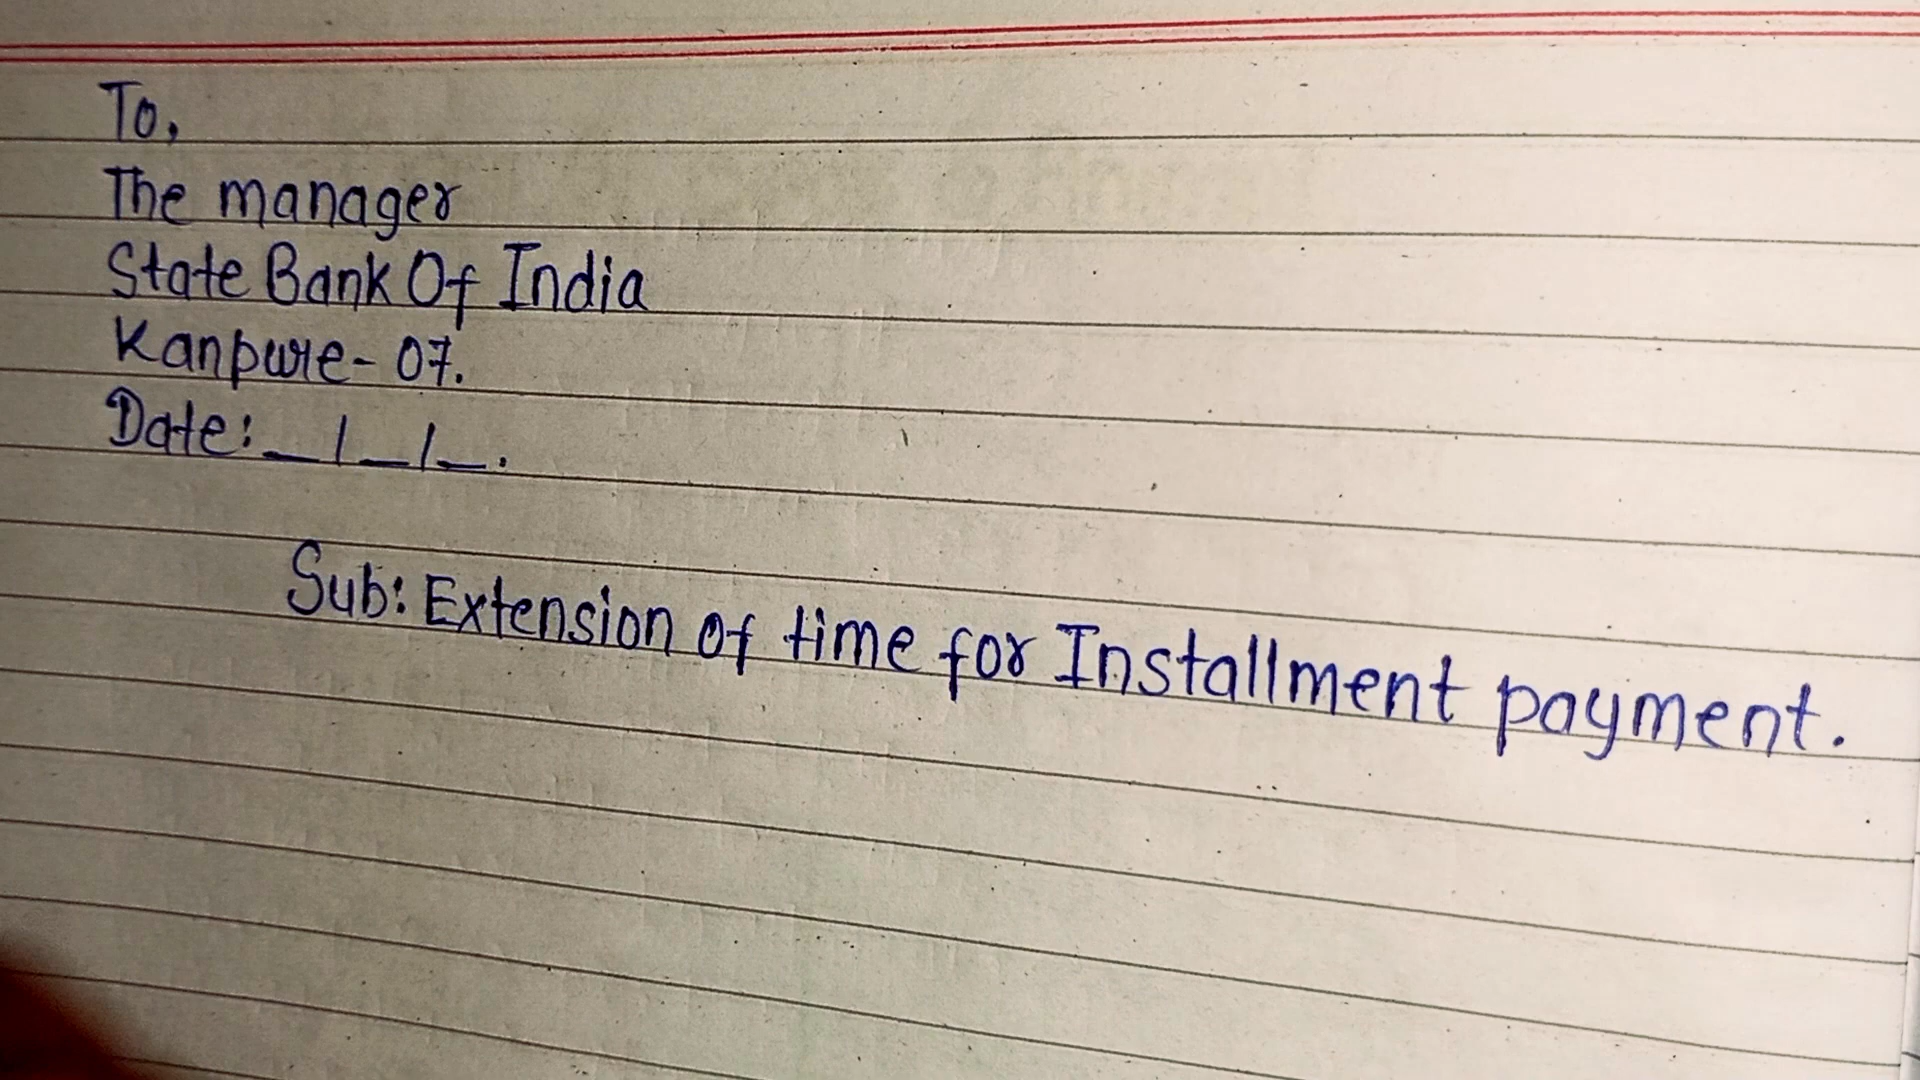 To,
The manager
State Bank Of India
Kanpure- 07.
Date: _/_/_.
Sub: Extension of time for Installment payment.